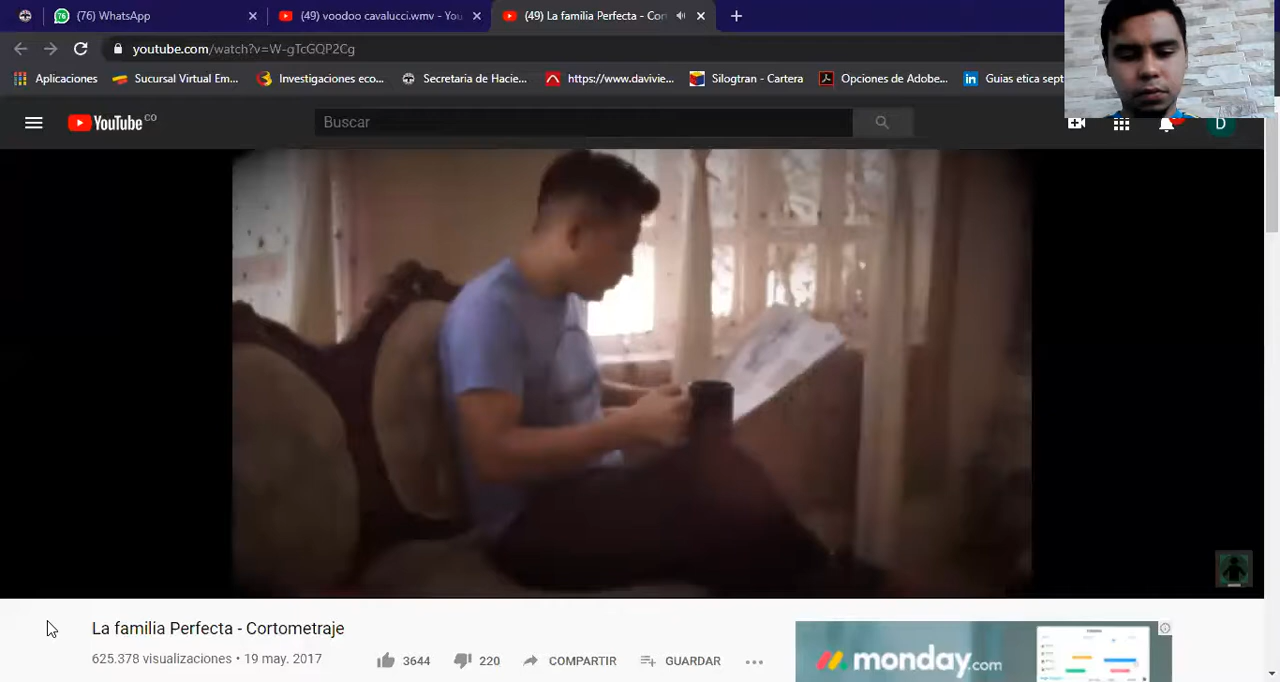 (76) WhatsApp
(49) voodoo cavalucci.wmv - You
(49) La familia Perfecta - Cor
youtube.com/watch?v=W-gTcGQP2Cg
Aplicaciones
Sucursal Virtual Em...
Investigaciones eco...
Secretaria de Hacie...
https://www.davivie...
Silogtran - Cartera
Opciones de Adobe...
Guias etica sept
YouTube CO
Buscar
D
La familia Perfecta - Cortometraje
625.378 visualizaciones • 19 may. 2017
3644
220
COMPARTIR
GUARDAR
monday.com